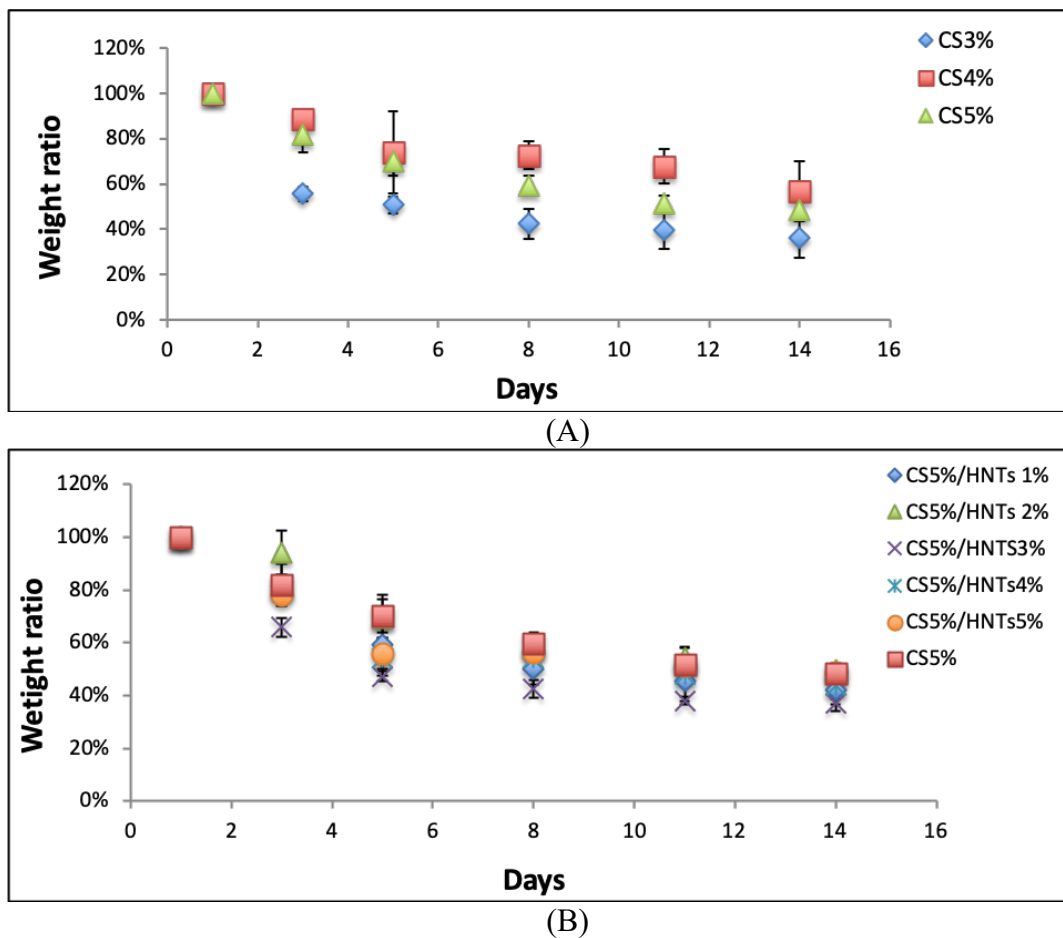 120%
100%
80%
60%
40%
20%
0%
Weight ratio
0 2 4 6 8 10 12 14 16
Days
CS3%
CS4%
CS5%
(A)
120%
100%
80%
60%
40%
20%
0%
Wetight ratio
0 2 4 6 8 10 12 14 16
Days
CS5%/HNTs 1%
CS5%/HNTs 2%
CS5%/HNTS3%
CS5%/HNTs4%
CS5%/HNTs5%
CS5%
(B)